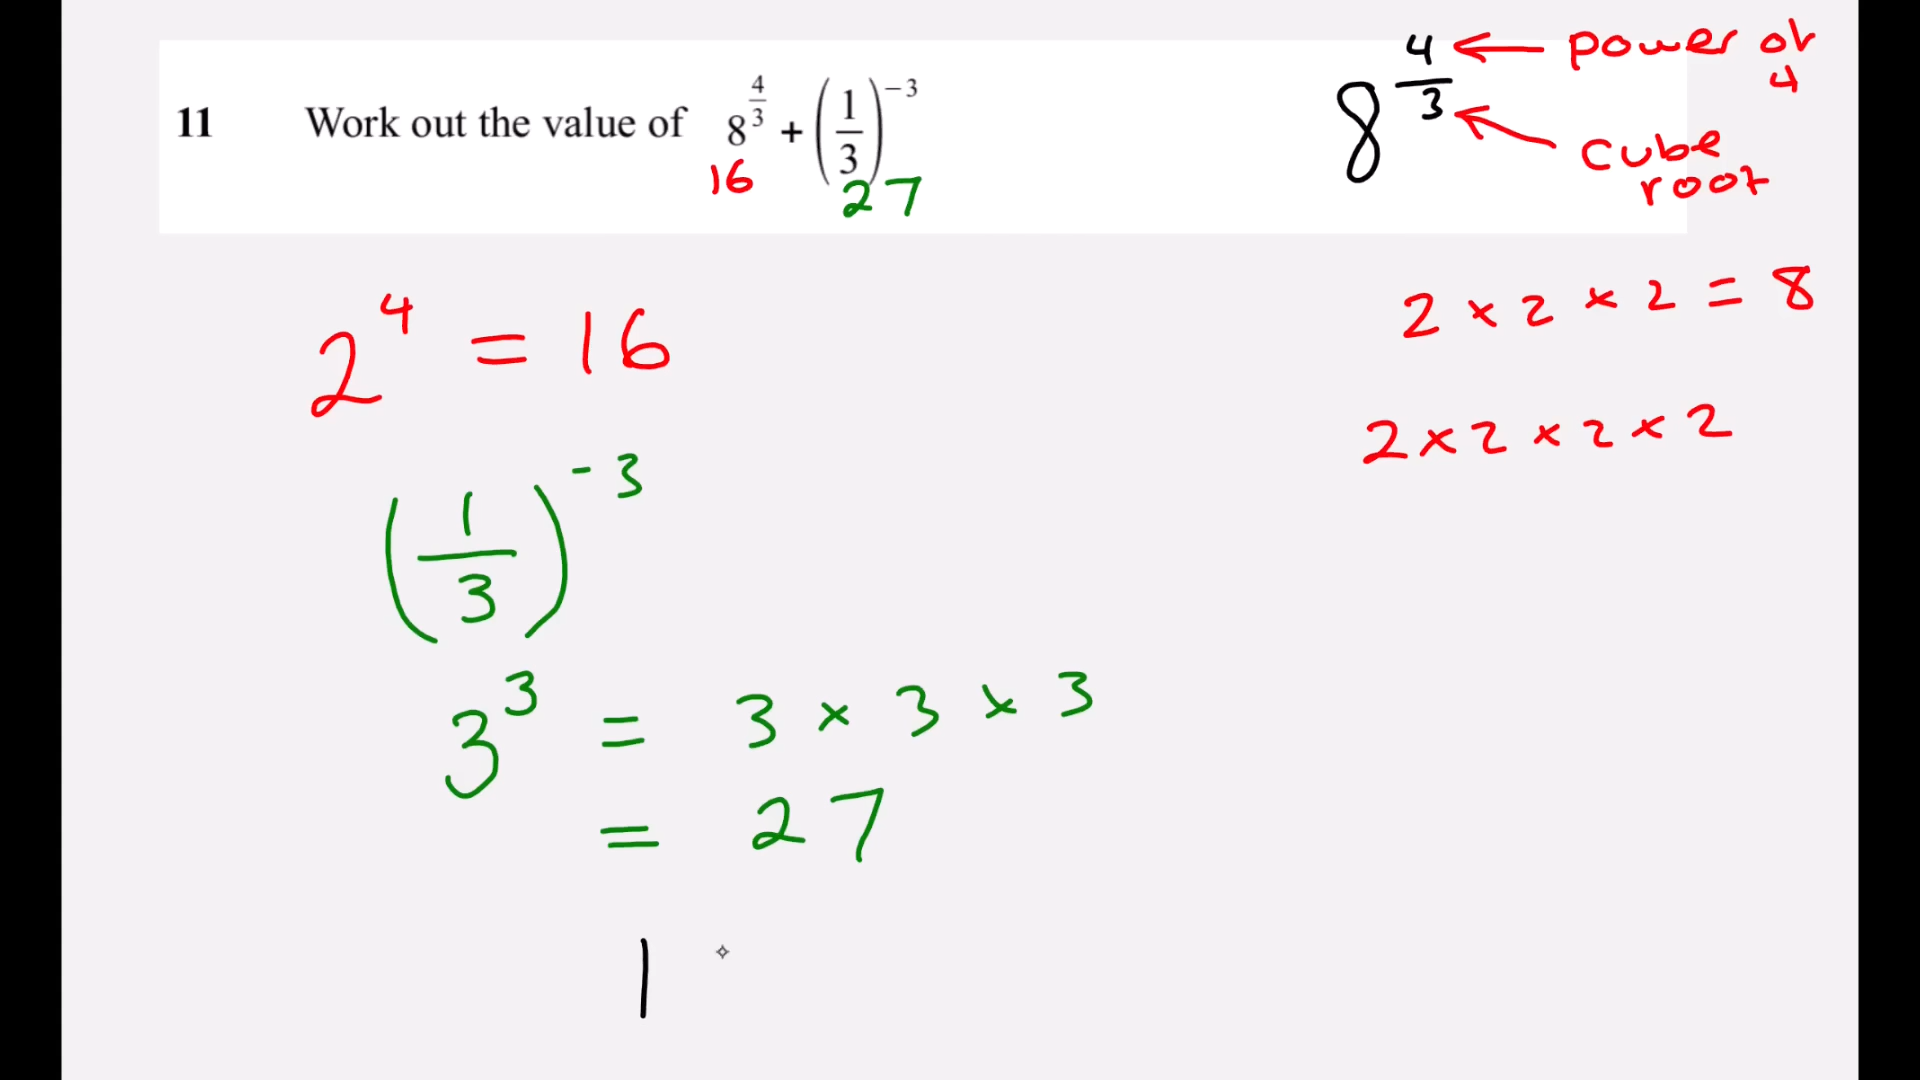 11 Work out the value of 8^(4/3) + (1/3)^-3
16 27
8^(4/3) ← power of 4
← cube root
2 × 2 × 2 = 8
2^4 = 16
2 × 2 × 2 × 2
(1/3)^-3
3^3 = 3 × 3 × 3
= 27
1